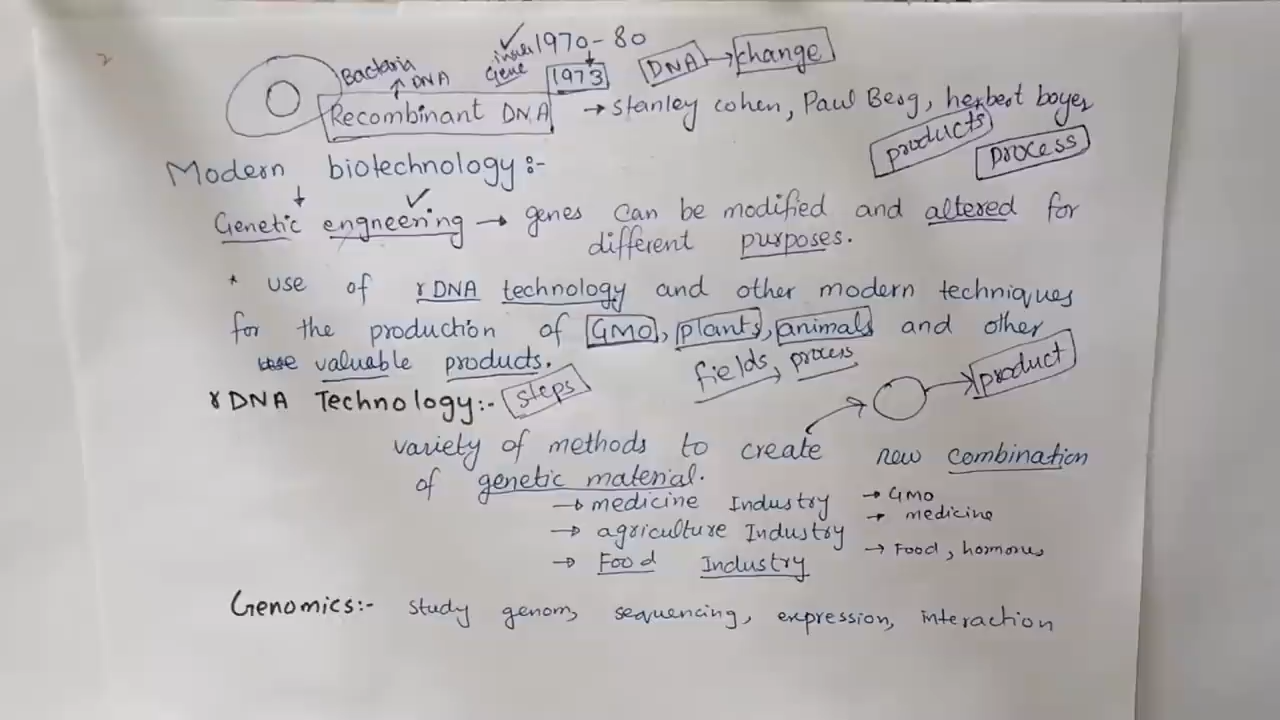 1970-80
Gene
1973
DNA → change
Bacteria
↑ DNA
Recombinant DNA → stanley cohen, Paul Berg, herbert boyer
products
process
Modern biotechnology:-
Genetic engneering → genes can be modified and altered for
different purposes.
* use of rDNA technology and other modern techniques
for the production of GMO, plants, animals and other
valuable products.
fields, process
product
rDNA Technology:- steps
variety of methods to create new combination
of genetic material.
→ medicine Industry → GMO
→ medicine
→ agriculture Industry
→ Food, hormones
→ Food Industry
Genomics:- study genom, sequencing, expression, interaction